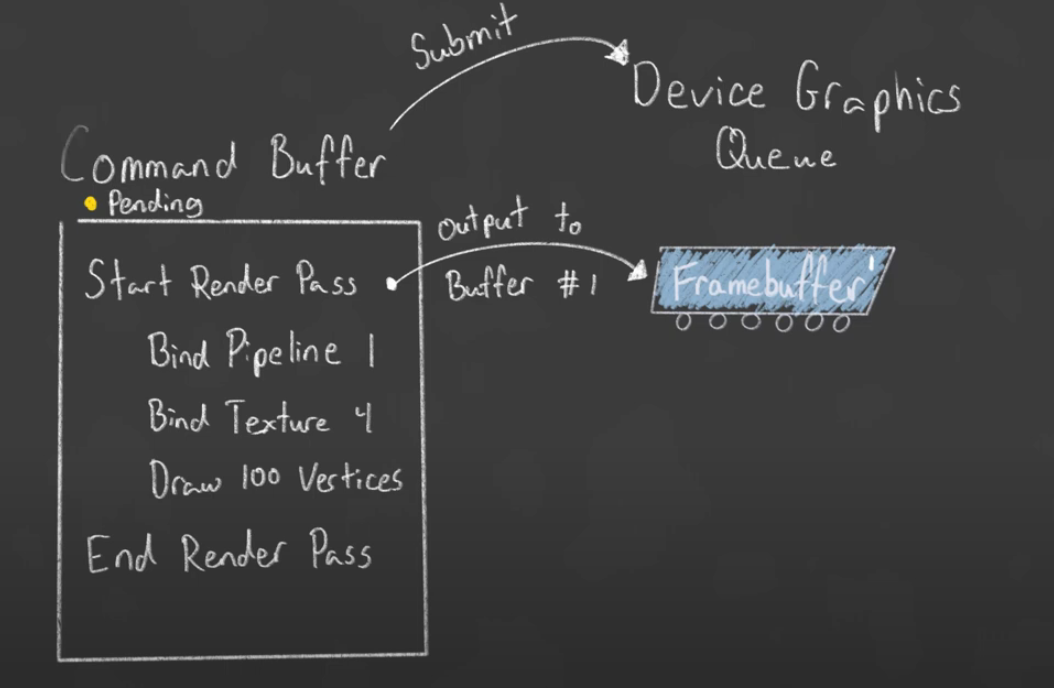 Submit
Device Graphics
Queue
Command Buffer
Pending
Output to
Buffer #1
Start Render Pass
Framebuffer1
Bind Pipeline 1
Bind Texture 4
Draw 100 Vertices
End Render Pass